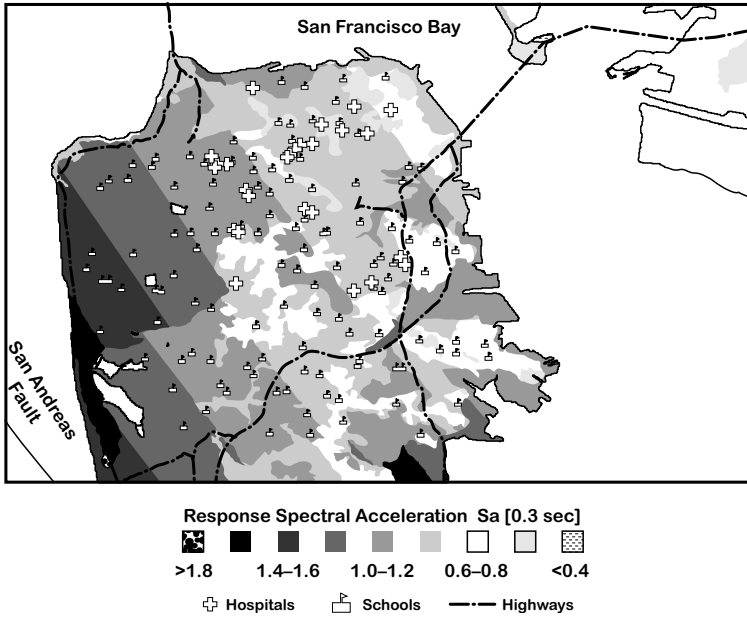 San Francisco Bay
San Andreas
Fault
Response Spectral Acceleration Sa [0.3 sec]
>1.8 1.4–1.6 1.0–1.2 0.6–0.8 <0.4
Hospitals Schools Highways